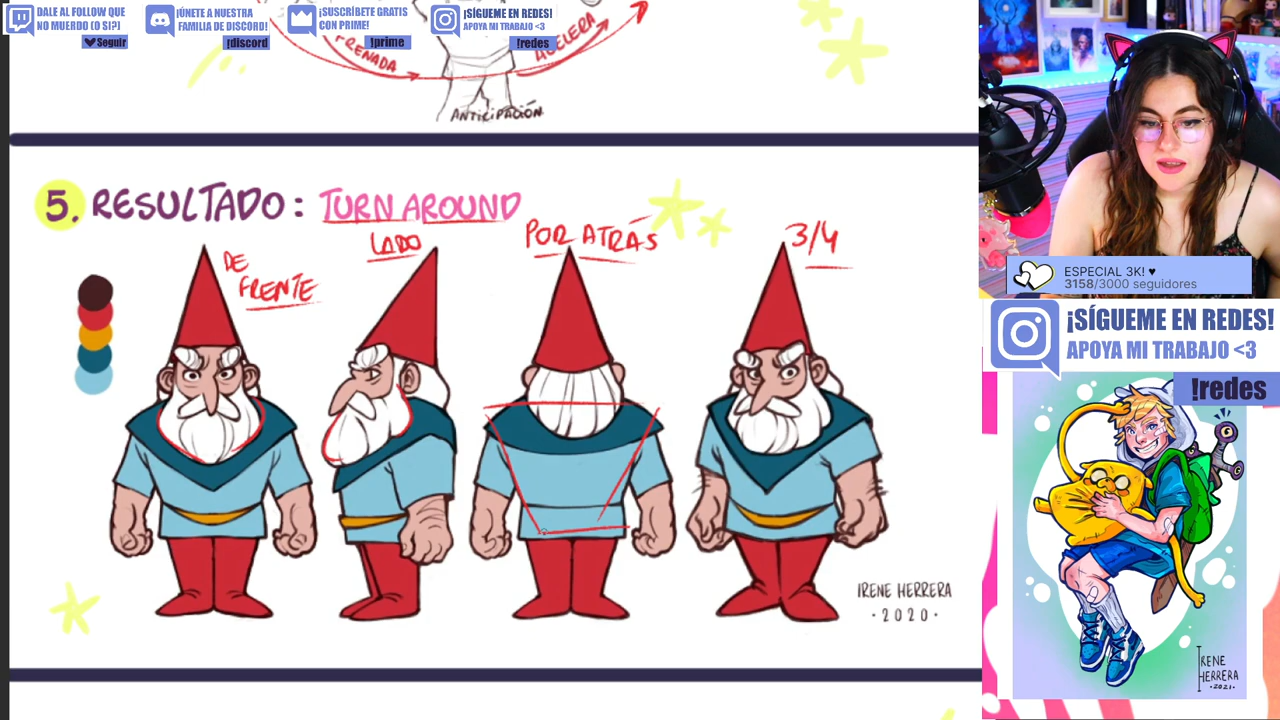 DALE AL FOLLOW QUE
NO MUERDO (O SI?)
Seguir
¡ÚNETE A NUESTRA
FAMILIA DE DISCORD!
!discord
¡SUSCRÍBETE GRATIS
CON PRIME!
!prime
¡SÍGUEME EN REDES!
APOYA MI TRABAJO <3
!redes
FRENADA
ACELERA
ANTICIPACIÓN
5. RESULTADO: TURN AROUND
DE
FRENTE
LADO
POR ATRÁS
3/4
IRENE HERRERA
·2020·
ESPECIAL 3K! ♥
3158/3000 seguidores
¡SÍGUEME EN REDES!
APOYA MI TRABAJO <3
!redes
IRENE
HERRERA
·2021·